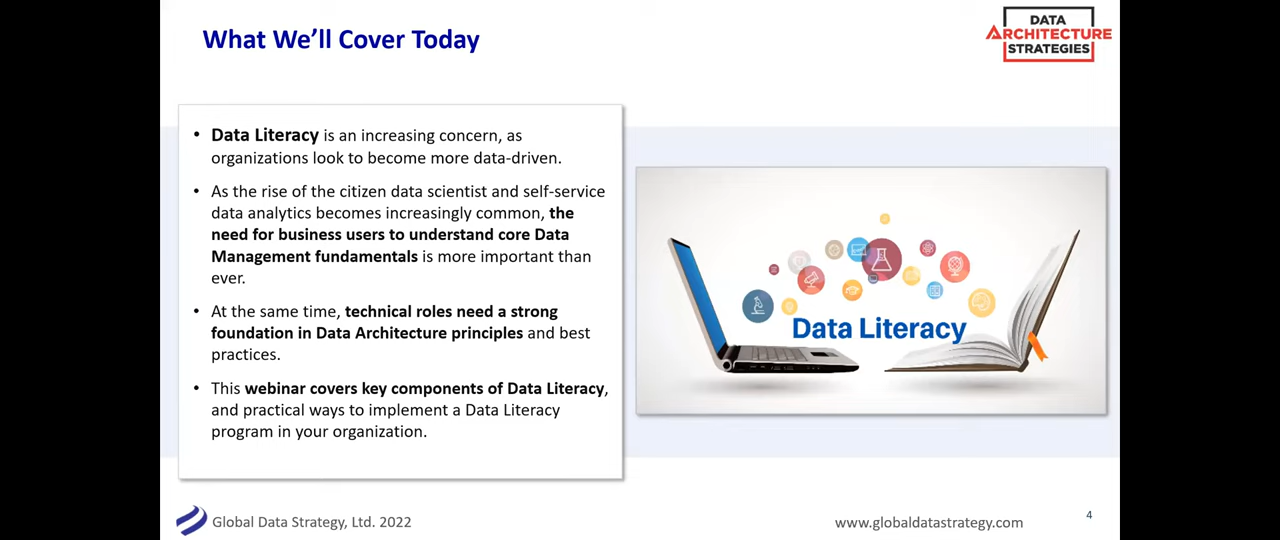 What We'll Cover Today
DATA
ARCHITECTURE
STRATEGIES
• Data Literacy is an increasing concern, as
organizations look to become more data-driven.
• As the rise of the citizen data scientist and self-service
data analytics becomes increasingly common, the
need for business users to understand core Data
Management fundamentals is more important than
ever.
• At the same time, technical roles need a strong
foundation in Data Architecture principles and best
practices.
• This webinar covers key components of Data Literacy,
and practical ways to implement a Data Literacy
program in your organization.
Data Literacy
Global Data Strategy, Ltd. 2022
www.globaldatastrategy.com
4